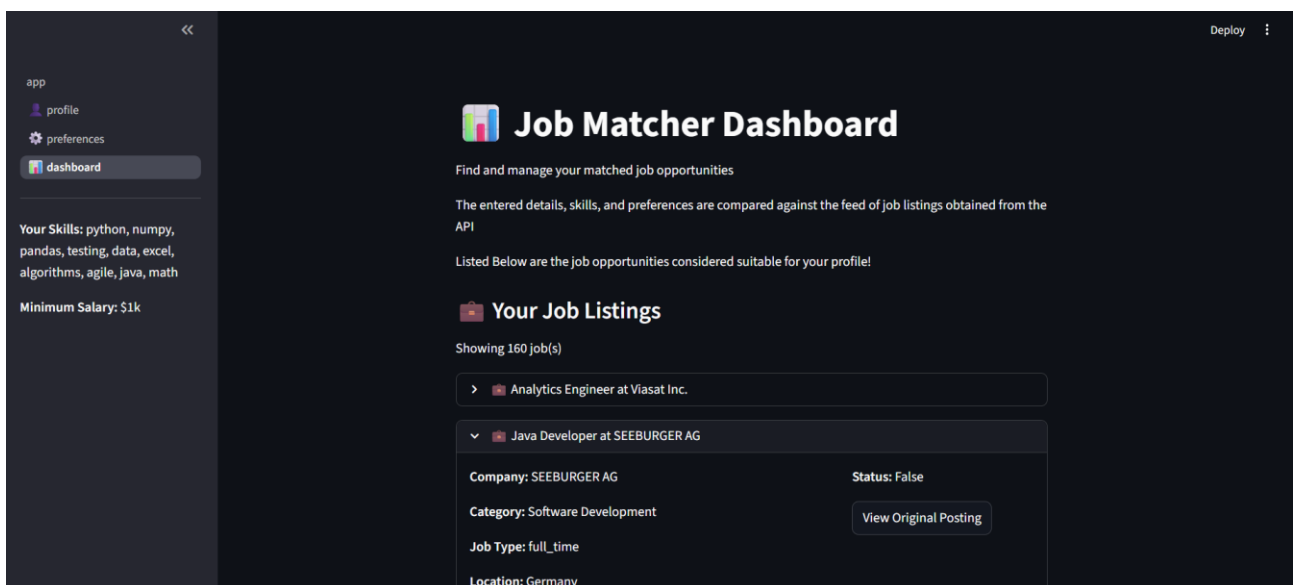 Deploy
app
profile
preferences
dashboard
Your Skills: python, numpy,
pandas, testing, data, excel,
algorithms, agile, java, math
Minimum Salary: $1k
Job Matcher Dashboard
Find and manage your matched job opportunities
The entered details, skills, and preferences are compared against the feed of job listings obtained from the
API
Listed Below are the job opportunities considered suitable for your profile!
Your Job Listings
Showing 160 job(s)
Analytics Engineer at Viasat Inc.
Java Developer at SEEBURGER AG
Company: SEEBURGER AG
Category: Software Development
Job Type: full_time
Location: Germany
Status: False
View Original Posting